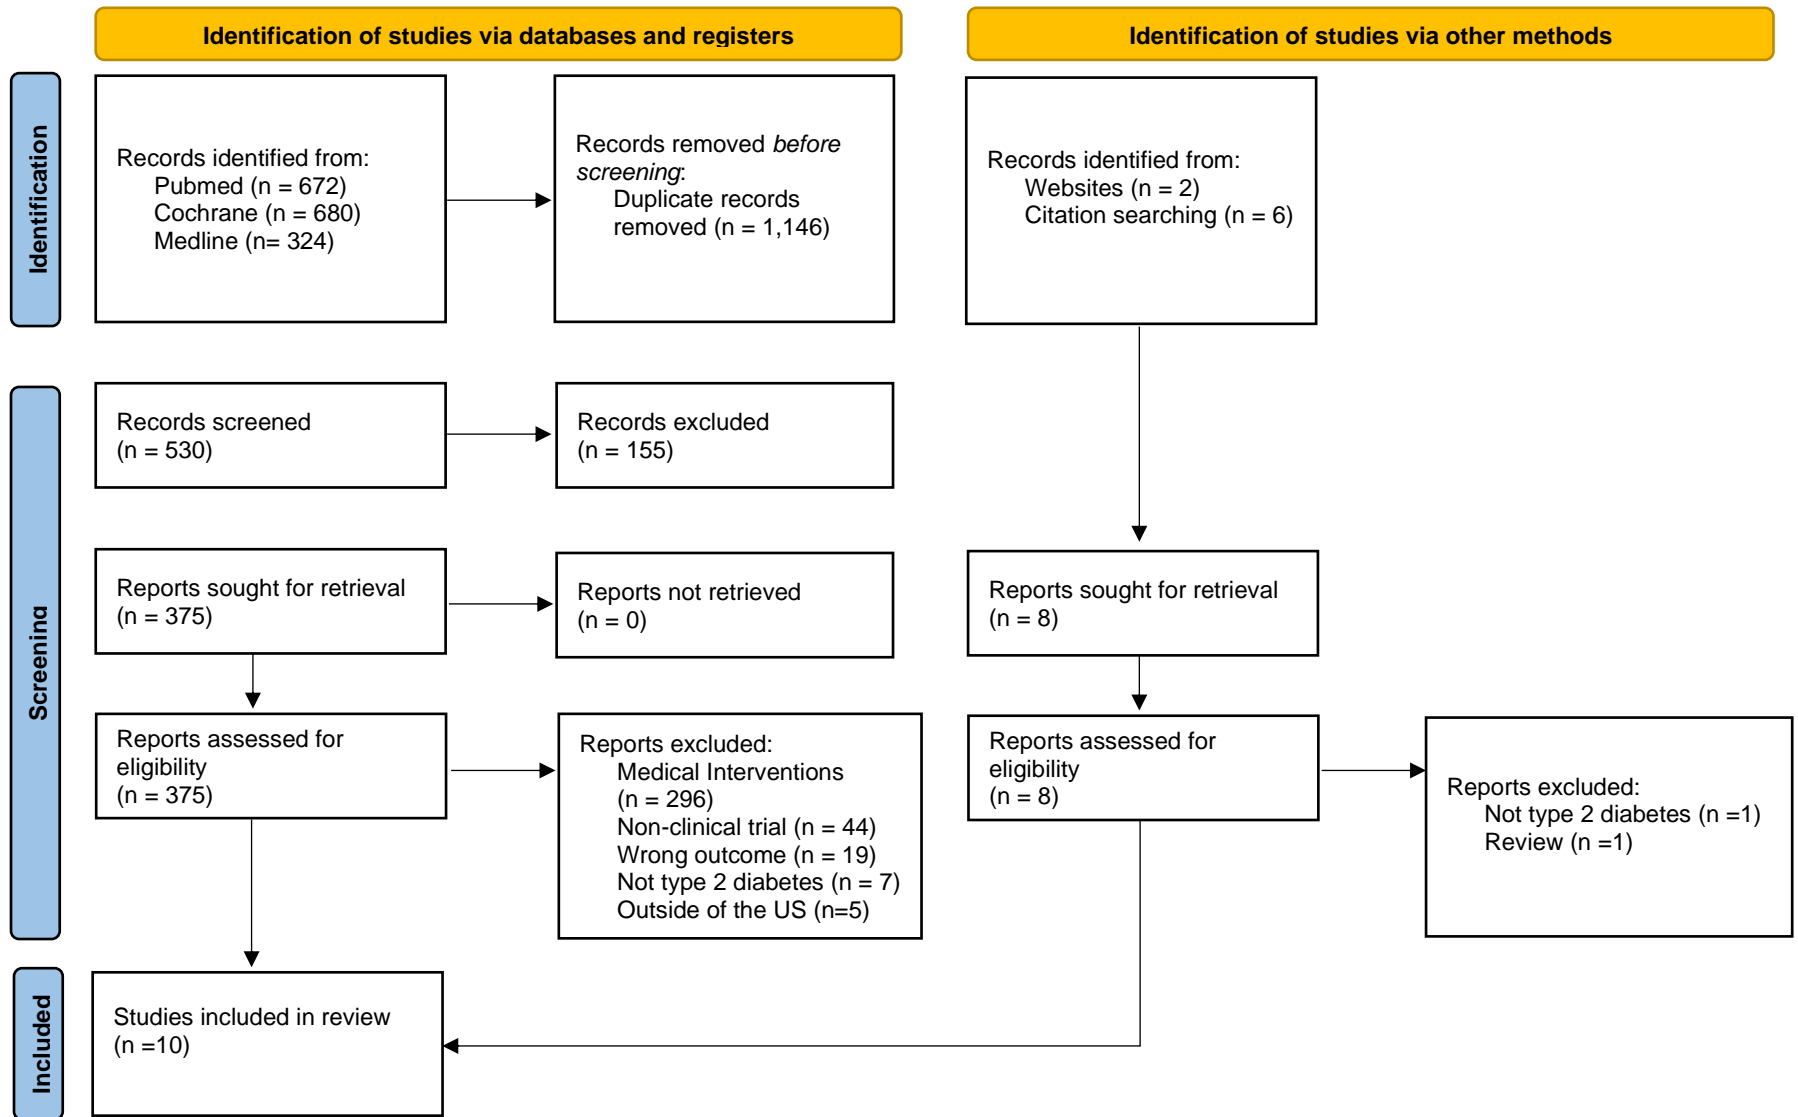 Identification of studies via databases and registers
Identification of studies via other methods
Identification
Records identified from:
Pubmed (n = 672)
Cochrane (n = 680)
Medline (n= 324)
Records removed before
screening:
Duplicate records
removed (n = 1,146)
Records identified from:
Websites (n = 2)
Citation searching (n = 6)
Screening
Records screened
(n = 530)
Records excluded
(n = 155)
Reports sought for retrieval
(n = 375)
Reports not retrieved
(n = 0)
Reports sought for retrieval
(n = 8)
Reports assessed for
eligibility
(n = 375)
Reports excluded:
Medical Interventions
(n = 296)
Non-clinical trial (n = 44)
Wrong outcome (n = 19)
Not type 2 diabetes (n = 7)
Outside of the US (n=5)
Reports assessed for
eligibility
(n = 8)
Reports excluded:
Not type 2 diabetes (n =1)
Review (n =1)
Included
Studies included in review
(n =10)